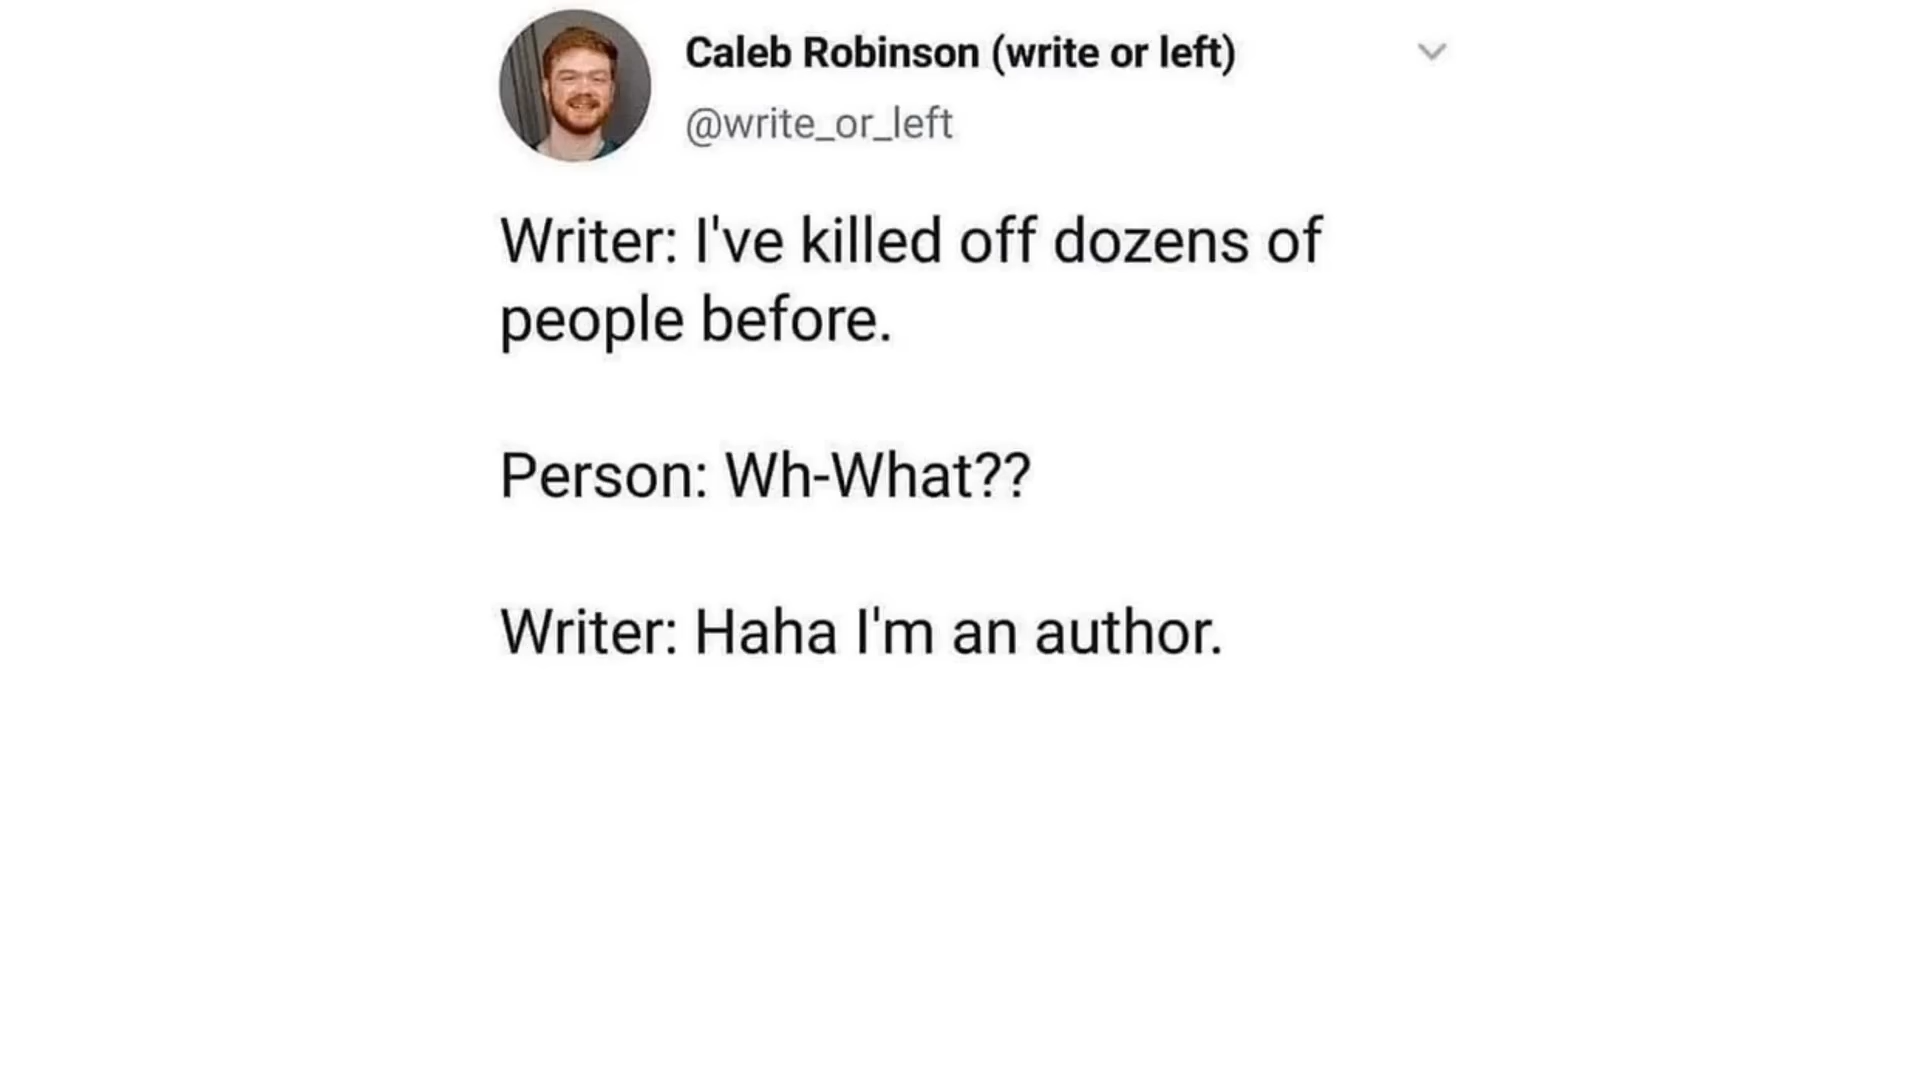 Caleb Robinson (write or left)
@write_or_left
Writer: I've killed off dozens of
people before.
Person: Wh-What??
Writer: Haha I'm an author.